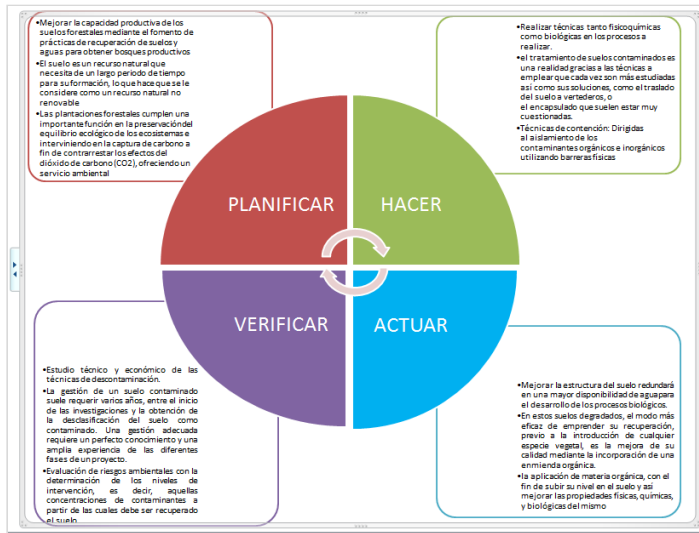 •Mejorar la capacidad productiva de los
suelos forestales mediante el fomento de
prácticas de recuperación de suelos y
aguas para obtener bosques productivos
•El suelo es un recurso natural que
necesita de un largo periodo de tiempo
para su formación, lo que hace que se le
considere como un recurso natural no
renovable
•Las plantaciones forestales cumplen una
importante función en la preservación del
equilibrio ecológico de los ecosistemas e
interviniendo en la captura de carbono a
fin de contrarrestar los efectos del
dióxido de carbono (CO2), ofreciendo un
servicio ambiental
•Realizar técnicas tanto fisicoquímicas
como biológicas en los procesos a
realizar.
•el tratamiento de suelos contaminados es
una realidad gracias a las técnicas a
emplear que cada vez son más estudiadas
así como sus soluciones, como el traslado
del suelo a vertederos, o
el encapsulado que suelen estar muy
cuestionadas.
•Técnicas de contención: Dirigidas
al aislamiento de los
contaminantes orgánicos e inorgánicos
utilizando barreras físicas
PLANIFICAR
HACER
VERIFICAR
ACTUAR
•Estudio técnico y económico de las
técnicas de descontaminación.
•La gestión de un suelo contaminado
suele requerir varios años, entre el inicio
de las investigaciones y la obtención de
la desclasificación del suelo como
contaminado. Una gestión adecuada
requiere un perfecto conocimiento y una
amplia experiencia de las diferentes
fases de un proyecto.
•Evaluación de riesgos ambientales con la
determinación de los niveles de
intervención, es decir, aquellas
concentraciones de contaminantes a
partir de las cuales debe ser recuperado
el suelo
•Mejorar la estructura del suelo redundará
en una mayor disponibilidad de agua para
el desarrollo de los procesos biológicos.
•En estos suelos degradados, el modo más
eficaz de emprender su recuperación,
previo a la introducción de cualquier
especie vegetal, es la mejora de su
calidad mediante la incorporación de una
enmienda orgánica.
•la aplicación de materia orgánica, con el
fin de subir su nivel en el suelo y así
mejorar las propiedades físicas, químicas,
y biológicas del mismo